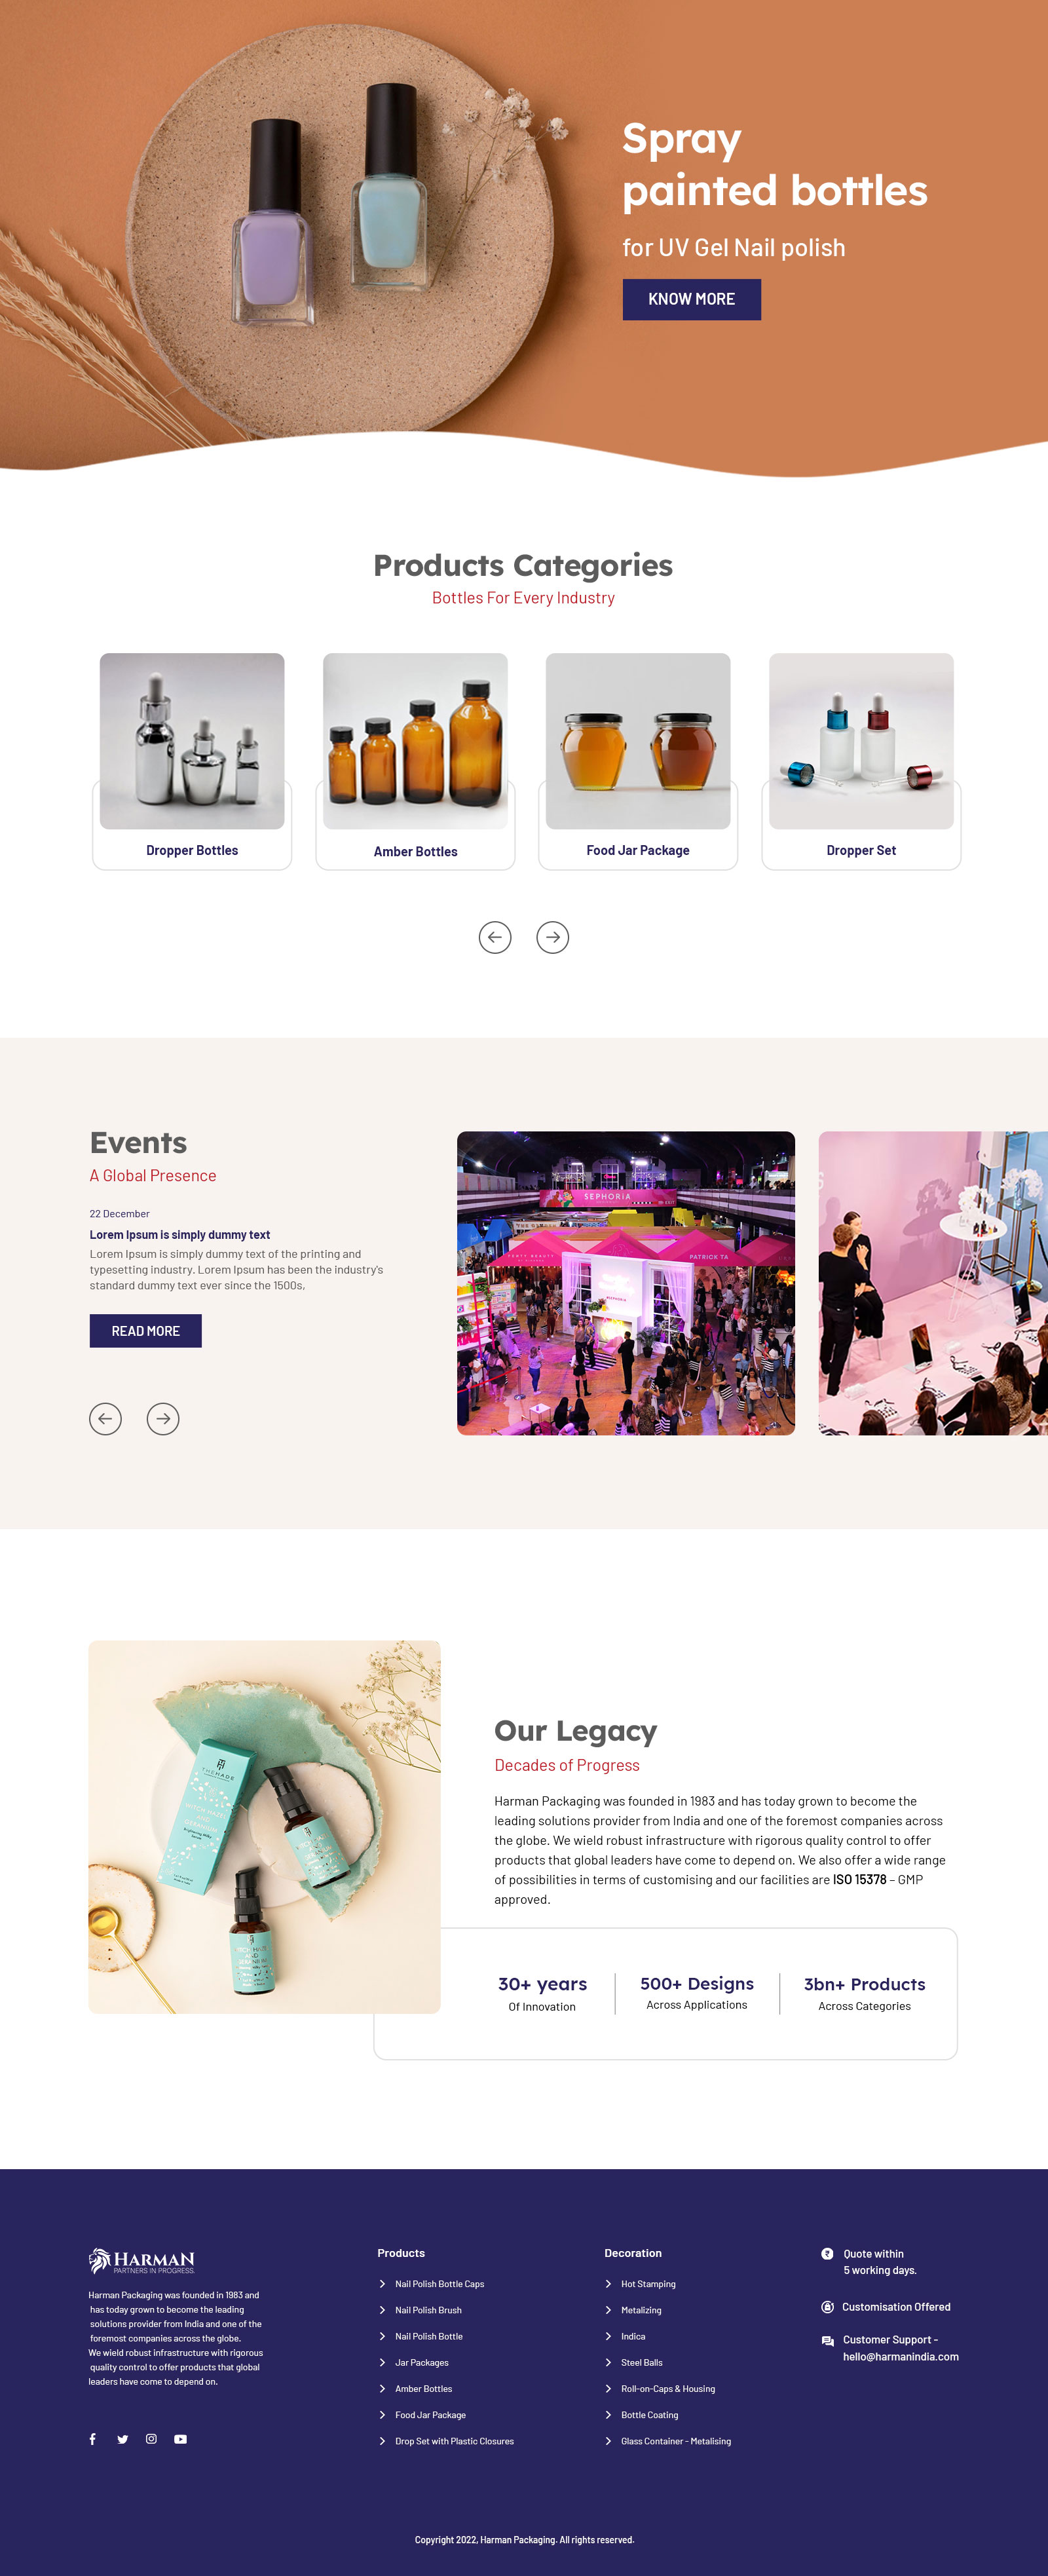 Spray
painted bottles
for UV Gel Nail polish
KNOW MORE
Products Categories
Bottles For Every Industry
Dropper Bottles
Amber Bottles
Food Jar Package
Dropper Set
Events
A Global Presence
22 December
Lorem Ipsum is simply dummy text
Lorem Ipsum is simply dummy text of the printing and
typesetting industry. Lorem Ipsum has been the industry's
standard dummy text ever since the 1500s,
READ MORE
SEPHORiA
PATRICK TA
Our Legacy
Decades of Progress
Harman Packaging was founded in 1983 and has today grown to become the
leading solutions provider from India and one of the foremost companies across
the globe. We wield robust infrastructure with rigorous quality control to offer
products that global leaders have come to depend on. We also offer a wide range
of possibilities in terms of customising and our facilities are ISO 15378 – GMP
approved.
30+ years
Of Innovation
500+ Designs
Across Applications
3bn+ Products
Across Categories
HARMAN
PARTNERS IN PROGRESS.
Harman Packaging was founded in 1983 and
has today grown to become the leading
solutions provider from India and one of the
foremost companies across the globe.
We wield robust infrastructure with rigorous
quality control to offer products that global
leaders have come to depend on.
Products
Nail Polish Bottle Caps
Nail Polish Brush
Nail Polish Bottle
Jar Packages
Amber Bottles
Food Jar Package
Drop Set with Plastic Closures
Decoration
Hot Stamping
Metalizing
Indica
Steel Balls
Roll-on-Caps & Housing
Bottle Coating
Glass Container - Metalising
Quote within
5 working days.
Customisation Offered
Customer Support -
hello@harmanindia.com
Copyright 2022, Harman Packaging. All rights reserved.